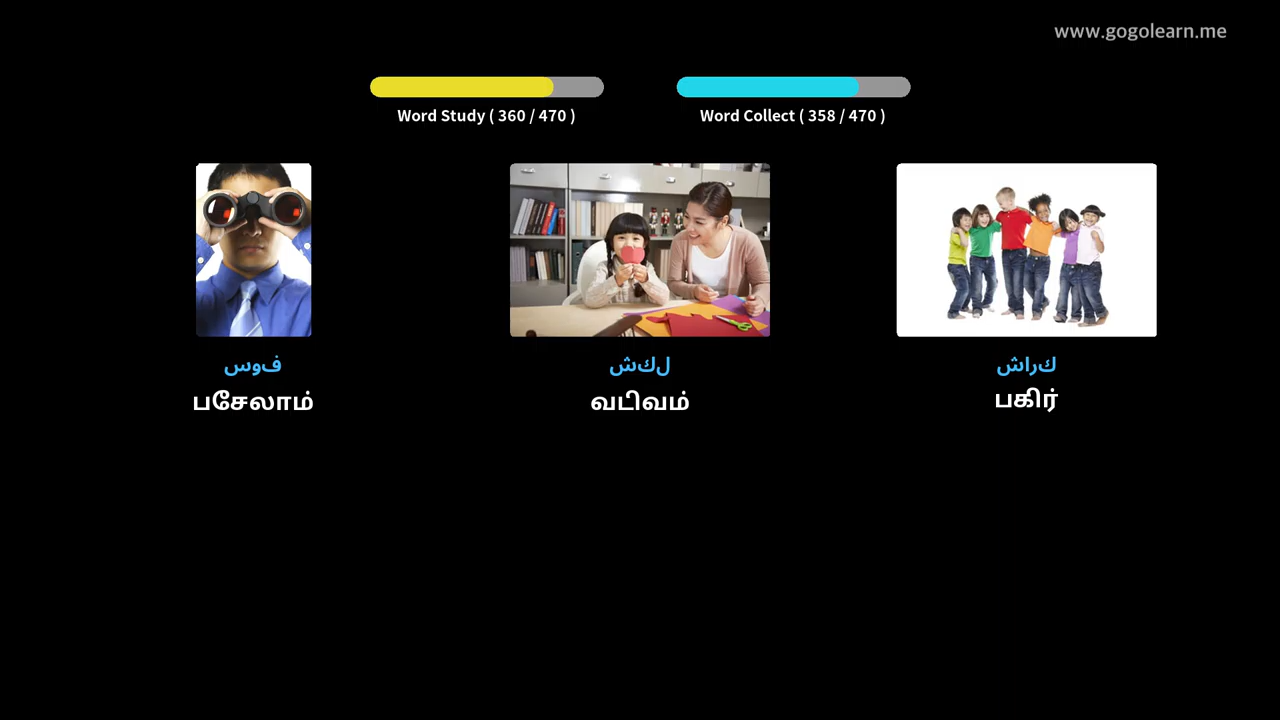 www.gogolearn.me
Word Study ( 360 / 470 )
Word Collect ( 358 / 470 )
فوس
لكش
كراش
பசேலாம்
வடிவம்
பகிர்